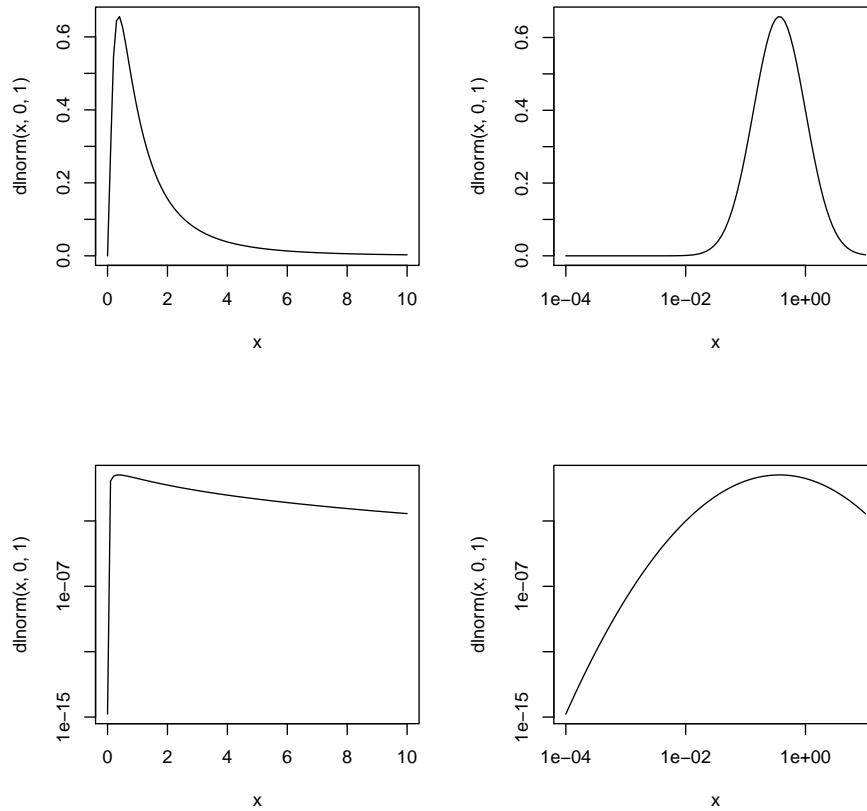 dlnorm(x, 0, 1)
0.6
0.4
0.2
0.0
0 2 4 6 8 10
x
dlnorm(x, 0, 1)
0.6
0.4
0.2
0.0
1e−04 1e−02 1e+00
x
dlnorm(x, 0, 1)
1e−07
1e−15
0 2 4 6 8 10
x
dlnorm(x, 0, 1)
1e−07
1e−15
1e−04 1e−02 1e+00
x